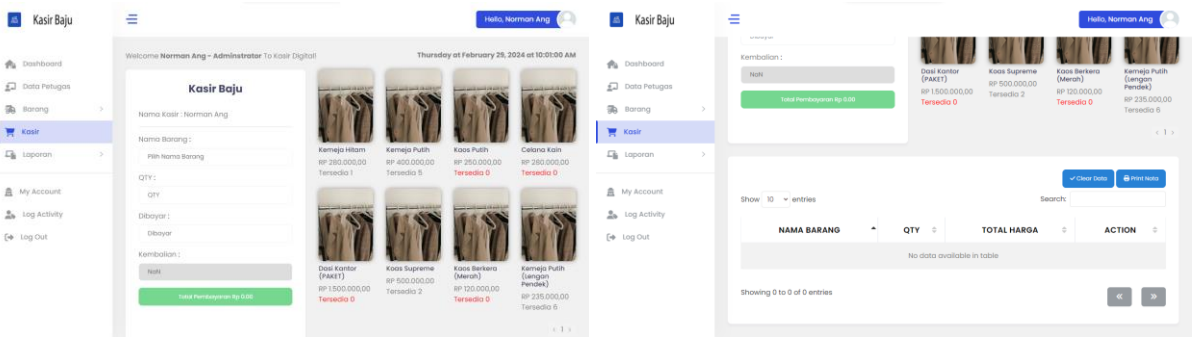 Kasir Baju
Hello, Norman Ang
Dashboard
Data Petugas
Barang
Kasir
Laporan
My Account
Log Activity
Log Out
Welcome Norman Ang - Adminstrator To Kasir Digital!
Thursday at February 29, 2024 at 10:01:00 AM
Kasir Baju
Nama Kasir : Norman Ang
Nama Barang :
Pilih Nama Barang
QTY :
QTY
Dibayar :
Dibayar
Kembalian :
NaN
Total Pembayaran Rp 0.00
Kemeja Hitam
RP 280.000,00
Tersedia 1
Kemeja Putih
RP 400.000,00
Tersedia 5
Kaos Putih
RP 250.000,00
Tersedia 0
Celana Kain
RP 260.000,00
Tersedia 0
Dasi Kantor
(PAKET)
RP 1.500.000,00
Tersedia 0
Kaos Supreme
RP 500.000,00
Tersedia 2
Kaos Berkera
(Merah)
RP 120.000,00
Tersedia 0
Kemeja Putih
(Lengan
Pendek)
RP 235.000,00
Tersedia 6
‹ 1 ›
Kasir Baju
Hello, Norman Ang
Dashboard
Data Petugas
Barang
Kasir
Laporan
My Account
Log Activity
Log Out
Kembalian :
NaN
Total Pembayaran Rp 0.00
Dasi Kantor
(PAKET)
RP 1.500.000,00
Tersedia 0
Kaos Supreme
RP 500.000,00
Tersedia 2
Kaos Berkera
(Merah)
RP 120.000,00
Tersedia 0
Kemeja Putih
(Lengan
Pendek)
RP 235.000,00
Tersedia 6
‹ 1 ›
Clear Data
Print Nota
Show 10 entries
Search:
NAMA BARANG QTY TOTAL HARGA ACTION
No data available in table
Showing 0 to 0 of 0 entries
« »